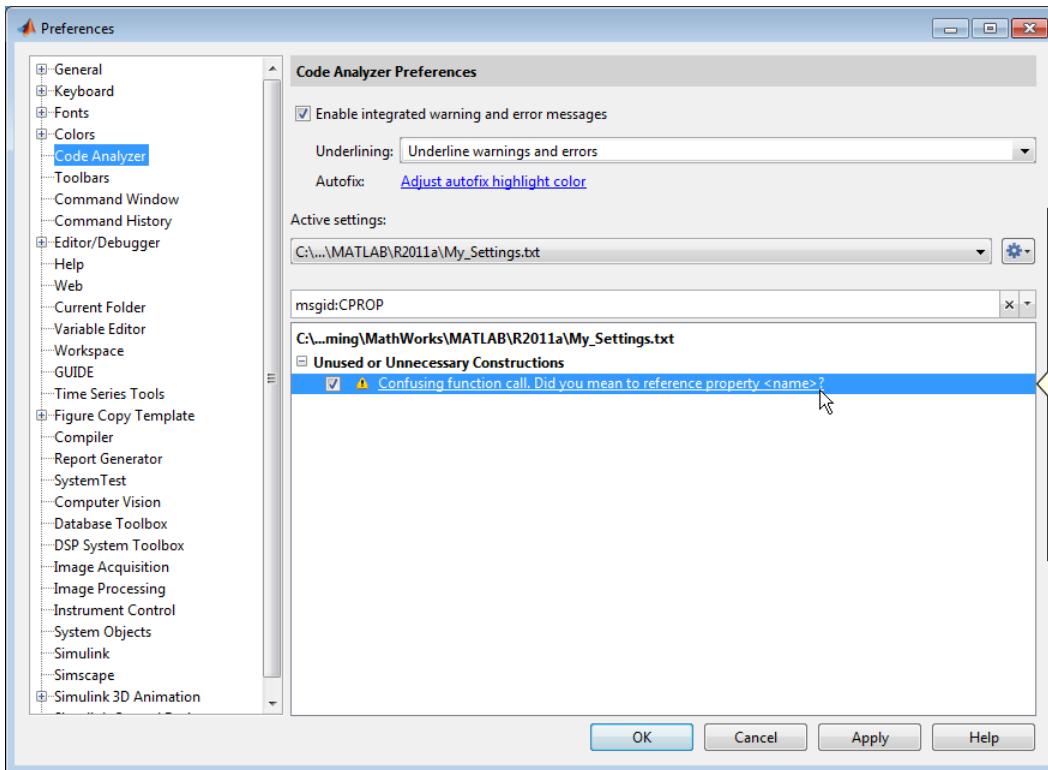 Preferences
General
Keyboard
Fonts
Colors
Code Analyzer
Toolbars
Command Window
Command History
Editor/Debugger
Help
Web
Current Folder
Variable Editor
Workspace
GUIDE
Time Series Tools
Figure Copy Template
Compiler
Report Generator
SystemTest
Computer Vision
Database Toolbox
DSP System Toolbox
Image Acquisition
Image Processing
Instrument Control
System Objects
Simulink
Simscape
Simulink 3D Animation
Code Analyzer Preferences
Enable integrated warning and error messages
Underlining: Underline warnings and errors
Autofix: Adjust autofix highlight color
Active settings:
C:\...\MATLAB\R2011a\My_Settings.txt
msgid:CPROP
C:\...ming\MathWorks\MATLAB\R2011a\My_Settings.txt
Unused or Unnecessary Constructions
Confusing function call. Did you mean to reference property <name>?
OK Cancel Apply Help